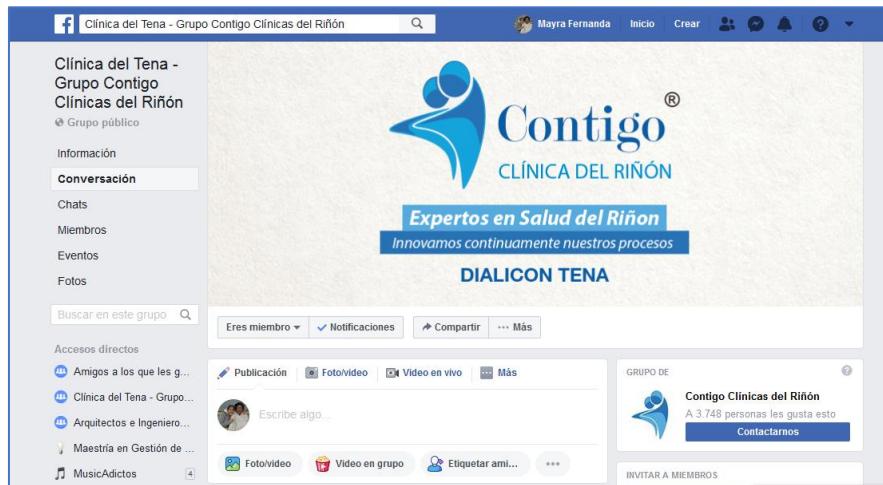 Clínica del Tena - Grupo Contigo Clínicas del Riñón
Mayra Fernanda
Inicio
Crear
Clínica del Tena -
Grupo Contigo
Clínicas del Riñón
Grupo público
Información
Conversación
Chats
Miembros
Eventos
Fotos
Buscar en este grupo
Accesos directos
Amigos a los que les g...
Clínica del Tena - Grupo...
Arquitectos e Ingeniero...
Maestría en Gestión de ...
MusicAdictos 4
Contigo®
CLÍNICA DEL RIÑÓN
Expertos en Salud del Riñon
Innovamos continuamente nuestros procesos
DIALICON TENA
Eres miembro
Notificaciones
Compartir
Más
Publicación
Foto/video
Video en vivo
Más
Escribe algo...
Foto/video
Video en grupo
Etiquetar ami...
GRUPO DE
Contigo Clínicas del Riñón
A 3.748 personas les gusta esto
Contactarnos
INVITAR A MIEMBROS